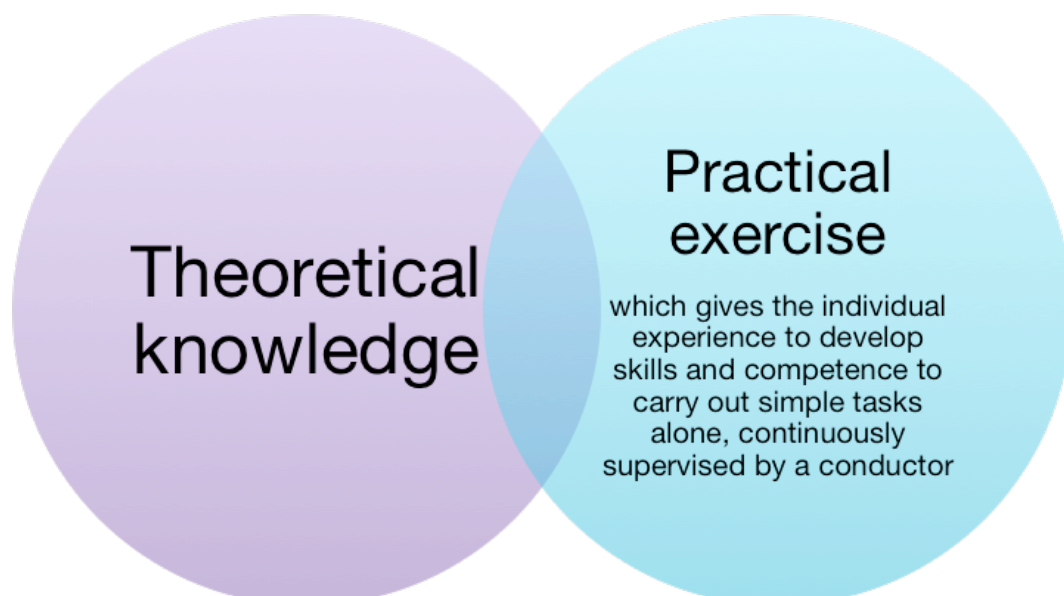 Theoretical
knowledge
Practical
exercise
which gives the individual
experience to develop
skills and competence to
carry out simple tasks
alone, continuously
supervised by a conductor